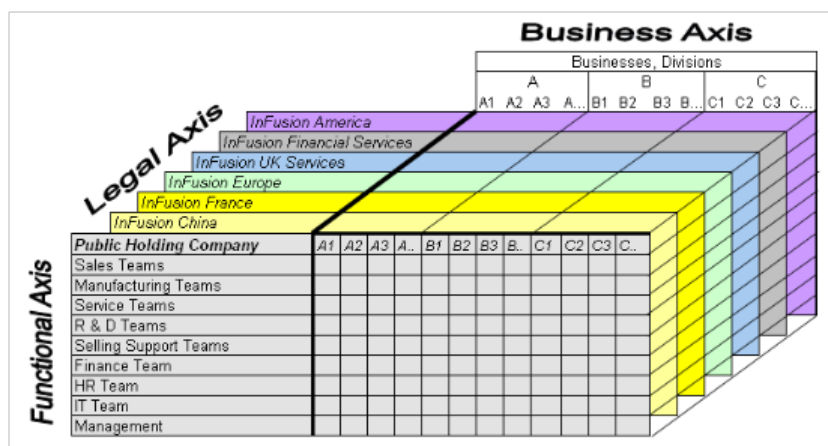 Business Axis
Businesses, Divisions
A B C
A1 A2 A3 A... B1 B2 B3 B... C1 C2 C3 C...
Legal Axis
InFusion America
InFusion Financial Services
InFusion UK Services
InFusion Europe
InFusion France
InFusion China
Public Holding Company A1 A2 A3 A.. B1 B2 B3 B.. C1 C2 C3 C..
Functional Axis
Sales Teams
Manufacturing Teams
Service Teams
R & D Teams
Selling Support Teams
Finance Team
HR Team
IT Team
Management